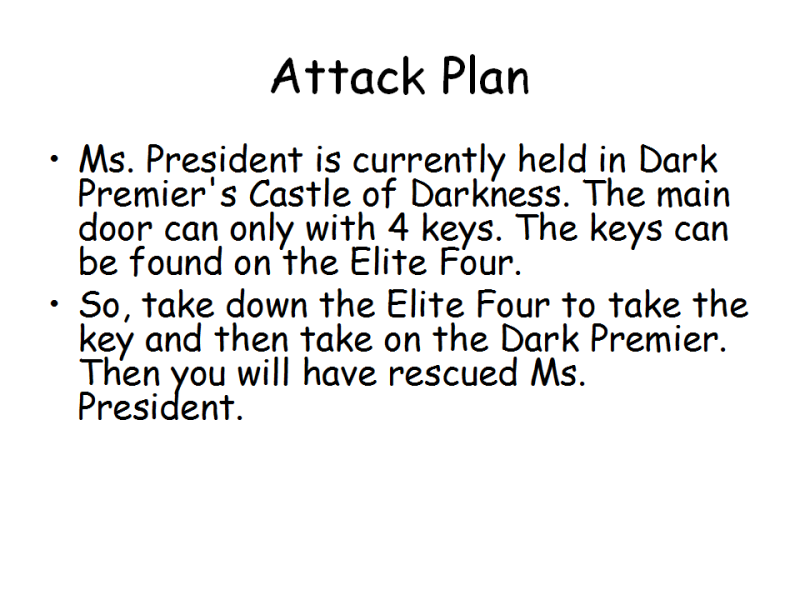 Attack Plan
• Ms. President is currently held in Dark
Premier's Castle of Darkness. The main
door can only with 4 keys. The keys can
be found on the Elite Four.
• So, take down the Elite Four to take the
key and then take on the Dark Premier.
Then you will have rescued Ms.
President.